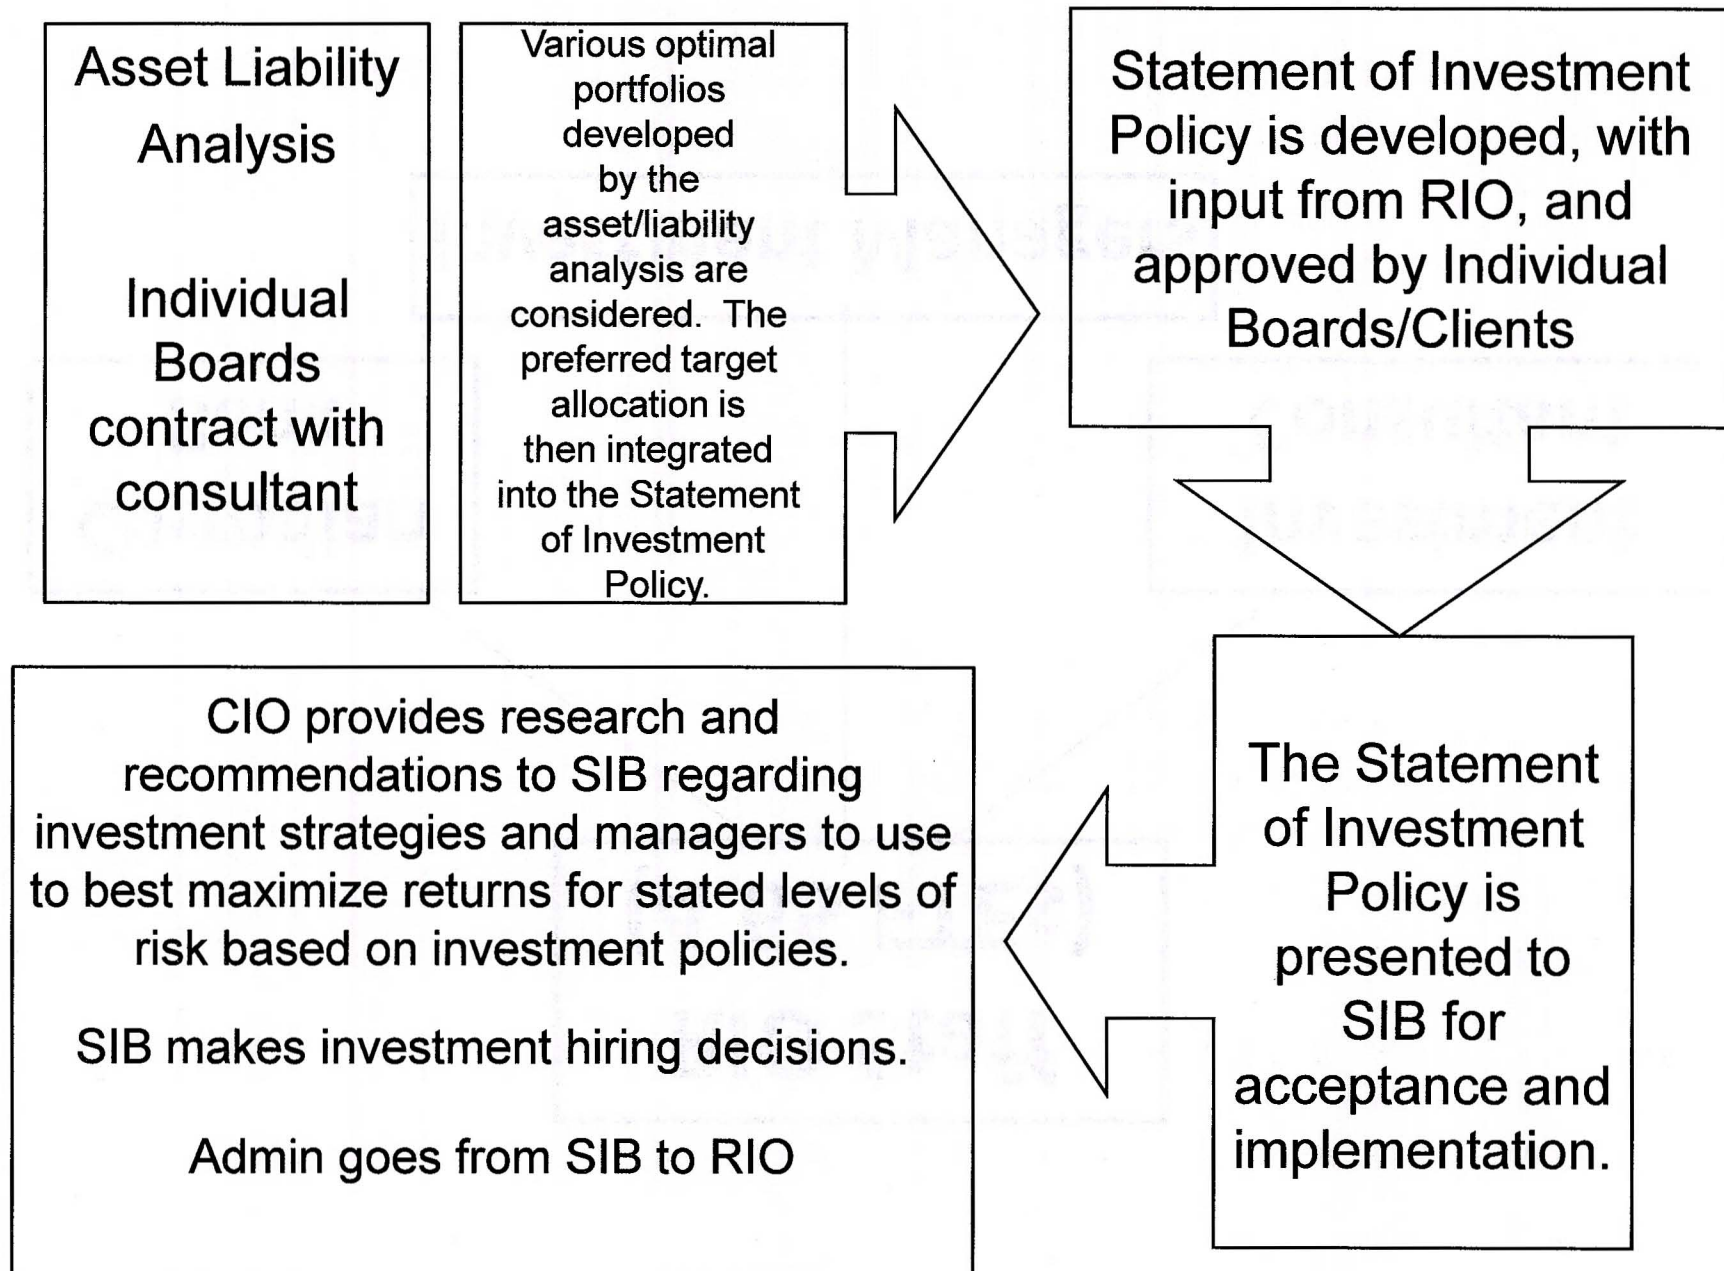 Asset Liability
Analysis
Individual
Boards
contract with
consultant
Various optimal
portfolios
developed
by the
asset/liability
analysis are
considered.  The
preferred target
allocation is
then integrated
into the Statement
of Investment
Policy.
Statement of Investment
Policy is developed, with
input from RIO, and
approved by Individual
Boards/Clients
The Statement
of Investment
Policy is
presented to
SIB for
acceptance and
implementation.
CIO provides research and
recommendations to SIB regarding
investment strategies and managers to use
to best maximize returns for stated levels of
risk based on investment policies.
SIB makes investment hiring decisions.
Admin goes from SIB to RIO